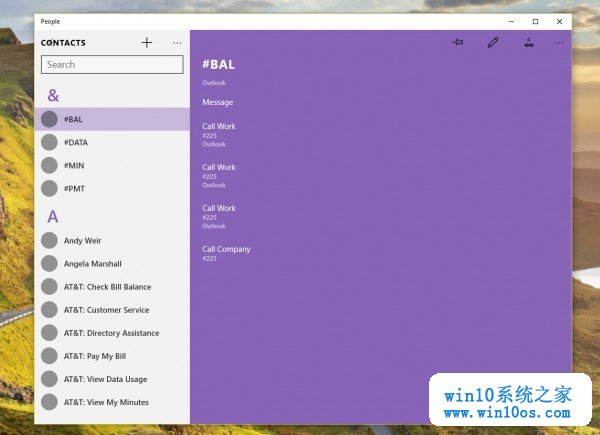 People
CONTACTS
Search
&
#BAL
#DATA
#MIN
#PMT
A
Andy Weir
Angela Marshall
AT&T: Check Bill Balance
AT&T: Customer Service
AT&T: Directory Assistance
AT&T: Pay My Bill
AT&T: View Data Usage
AT&T: View My Minutes
4
#BAL
Outlook
Message
Call Work
#225
Outlook
Call Work
#225
Outlook
Call Work
#225
Outlook
Call Company
#225
win10系统之家
www.win10os.com